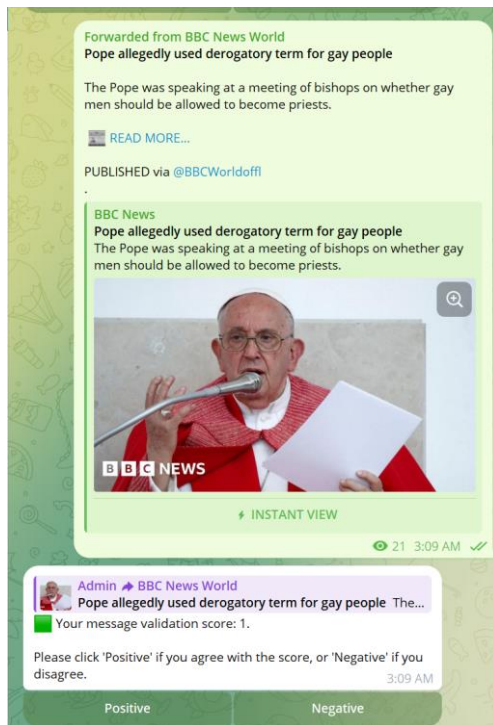 Forwarded from BBC News World
Pope allegedly used derogatory term for gay people
The Pope was speaking at a meeting of bishops on whether gay
men should be allowed to become priests.
READ MORE...
PUBLISHED via @BBCWorldoffl
.
BBC News
Pope allegedly used derogatory term for gay people
The Pope was speaking at a meeting of bishops on whether gay
men should be allowed to become priests.
BBC NEWS
INSTANT VIEW
21 3:09 AM
Admin BBC News World
Pope allegedly used derogatory term for gay people The...
Your message validation score: 1.
Please click 'Positive' if you agree with the score, or 'Negative' if you
disagree.
3:09 AM
Positive Negative